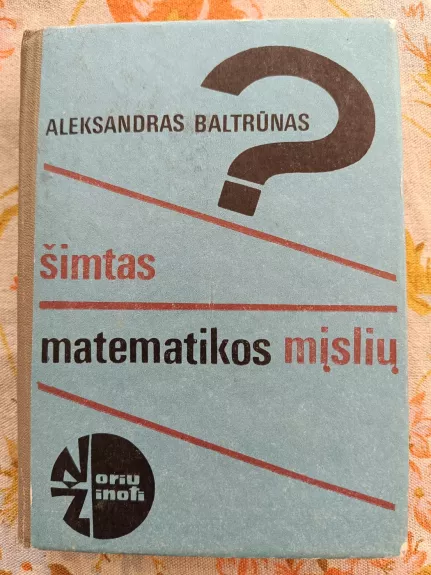 ALEKSANDRAS BALTRŪNAS
?
šimtas
matematikos mįslių
Noriu
Žinoti